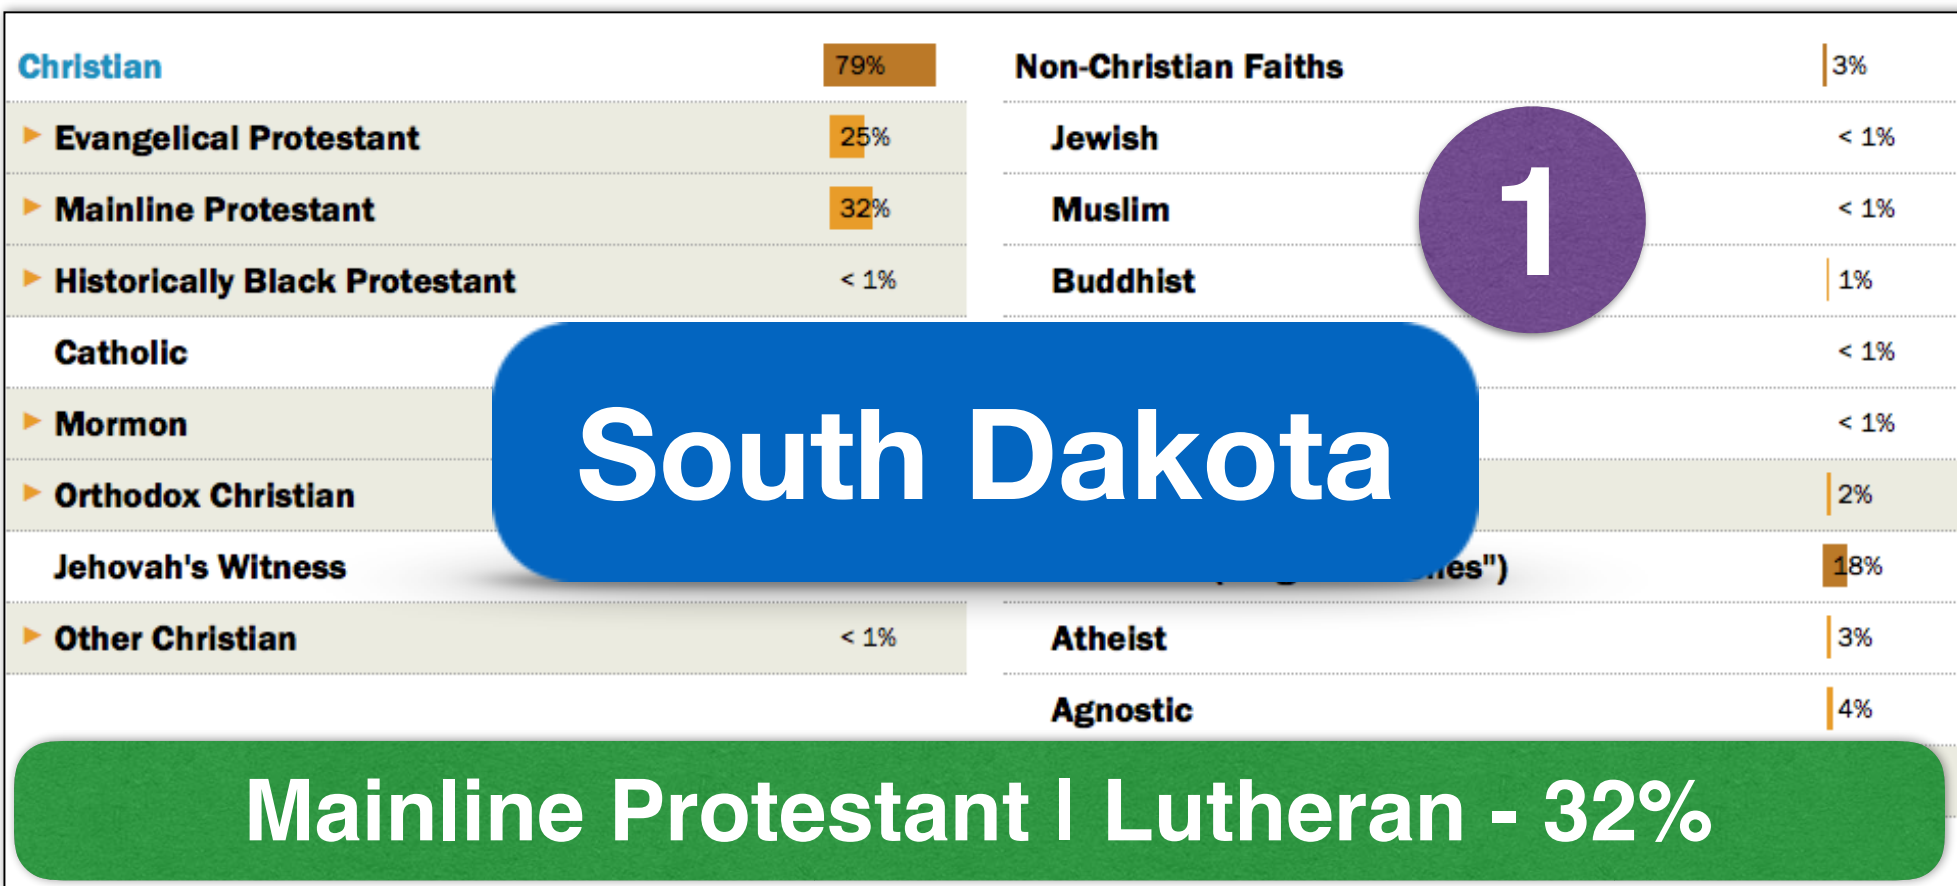 Christian 79%
Evangelical Protestant 25%
Mainline Protestant 32%
Historically Black Protestant < 1%
Catholic
Mormon
Orthodox Christian
Jehovah's Witness
Other Christian < 1%
Non-Christian Faiths 3%
Jewish < 1%
Muslim < 1%
Buddhist 1%
< 1%
< 1%
2%
18%
Atheist 3%
Agnostic 4%
1
South Dakota
Mainline Protestant | Lutheran - 32%